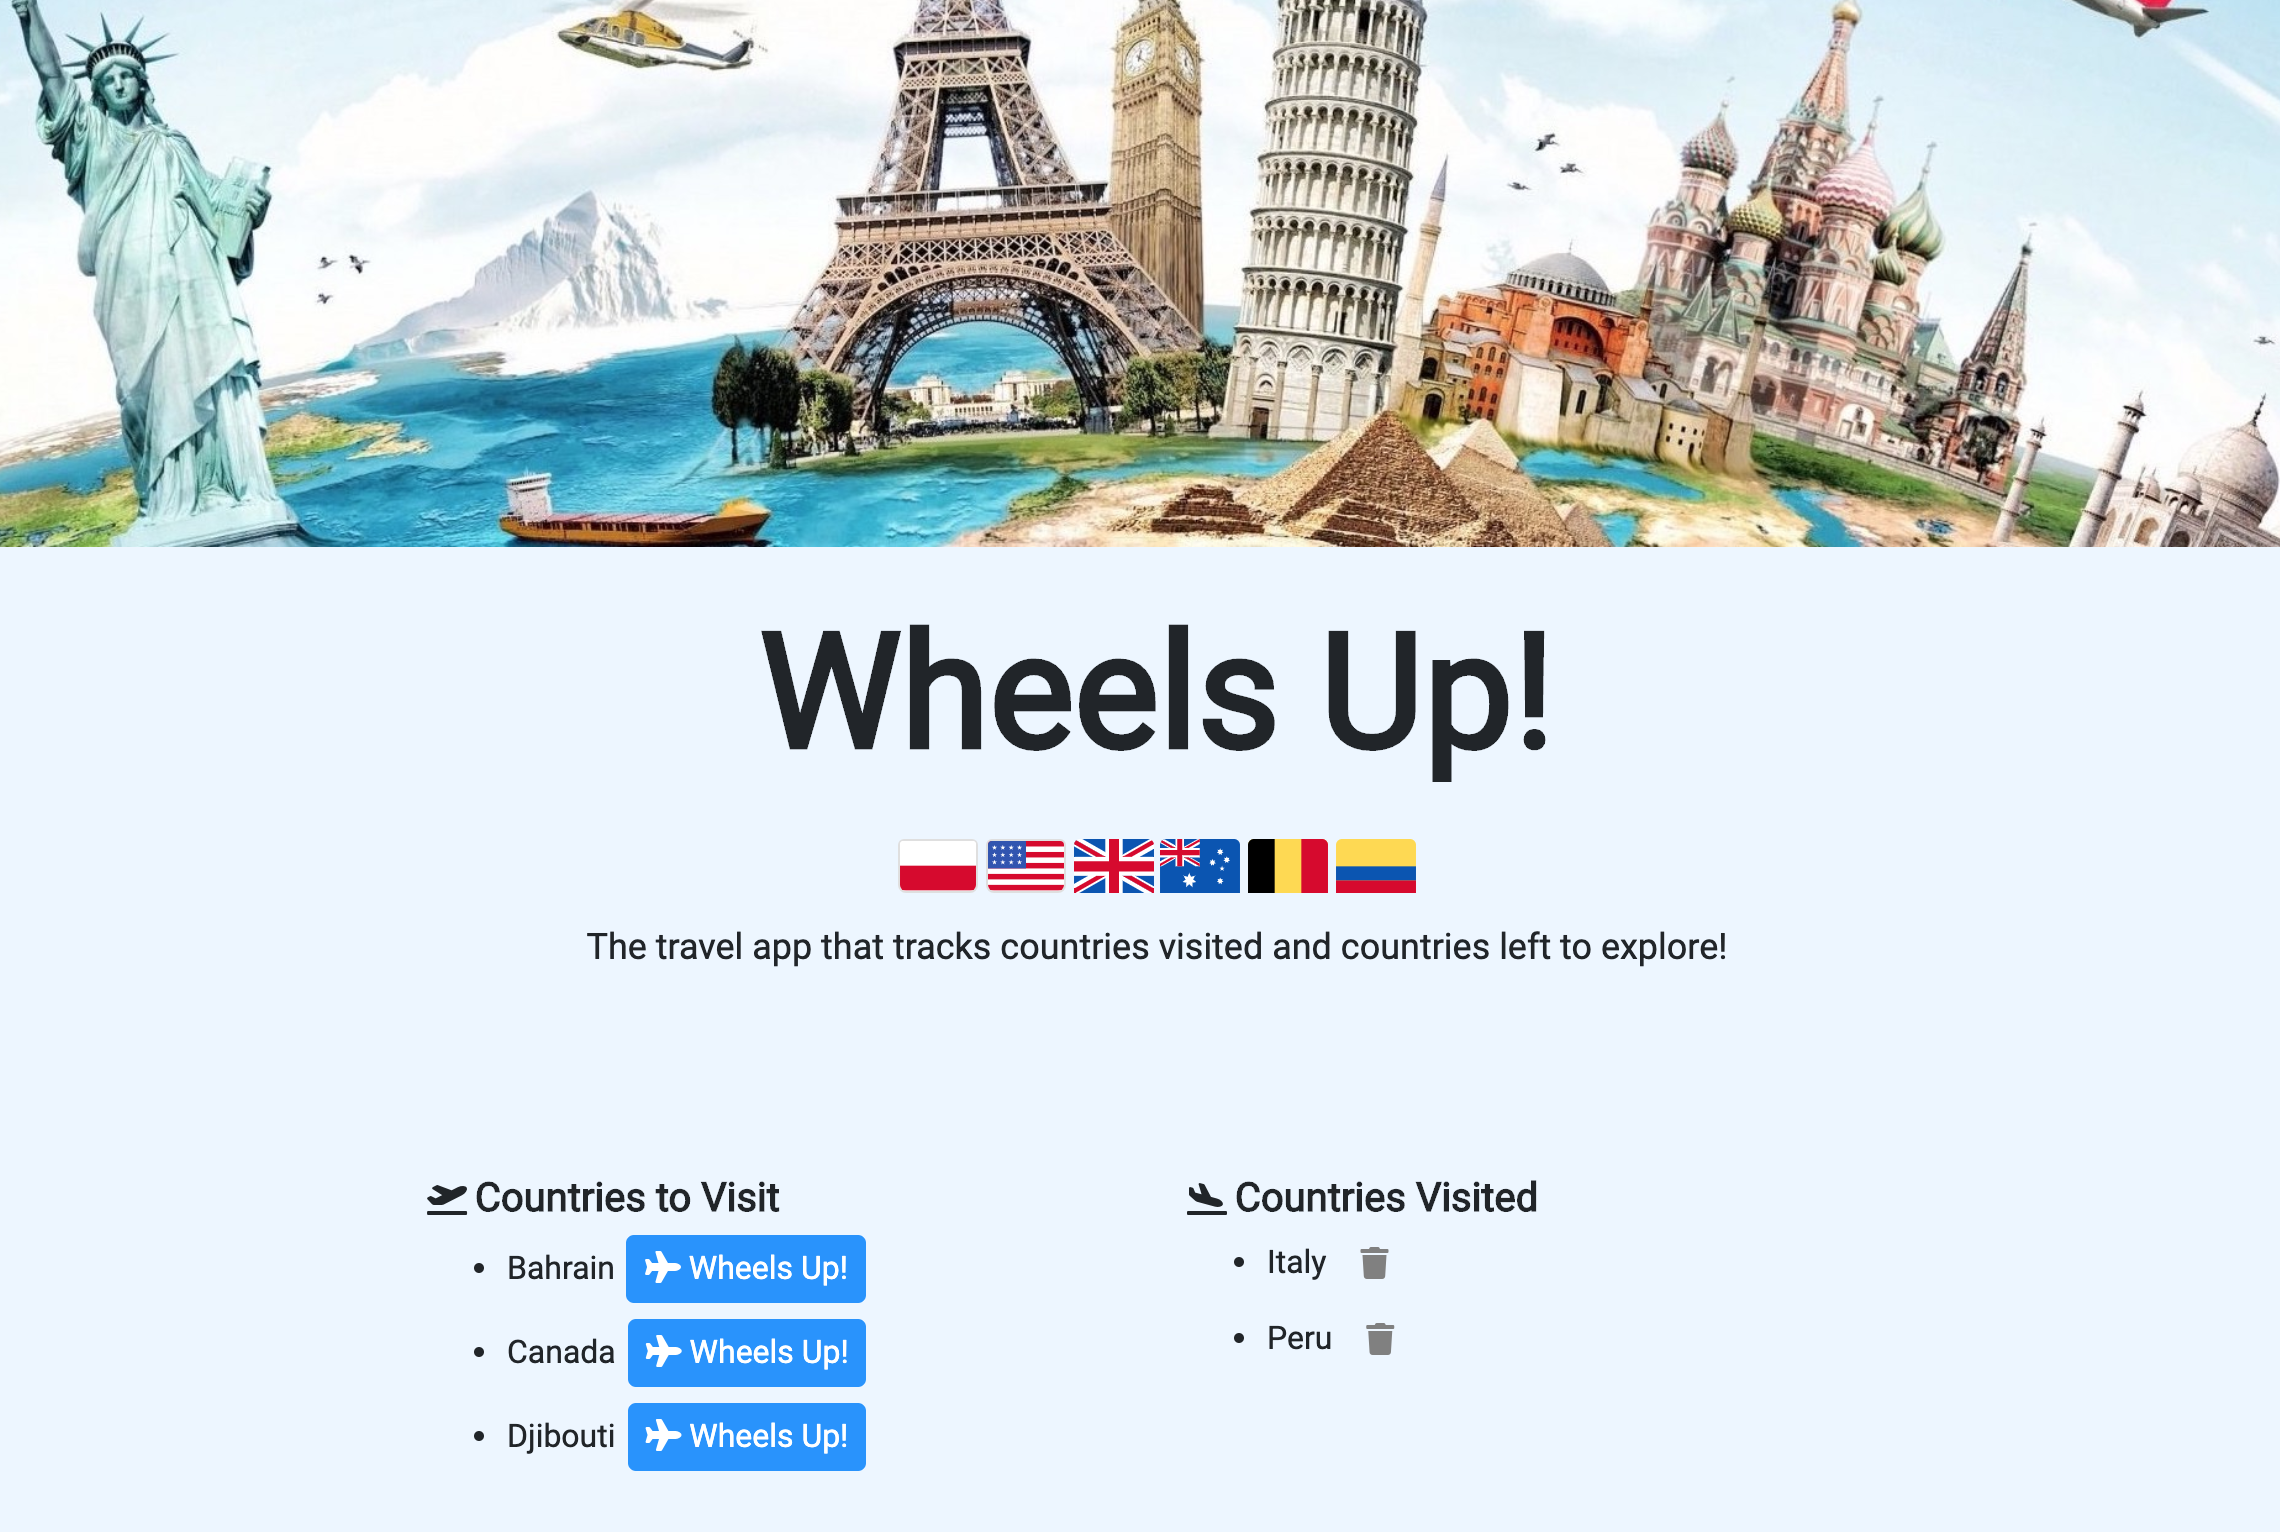 Wheels Up!
The travel app that tracks countries visited and countries left to explore!
Countries to Visit
Bahrain Wheels Up!
Canada Wheels Up!
Djibouti Wheels Up!
Countries Visited
Italy
Peru